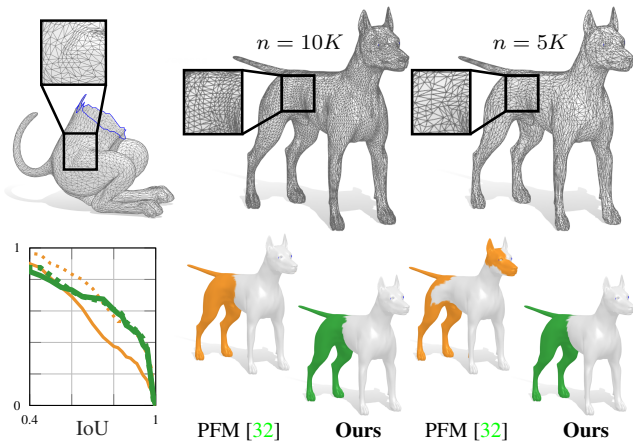 n = 10K
n = 5K
1
0
0.4
1
IoU
PFM [32]
Ours
PFM [32]
Ours